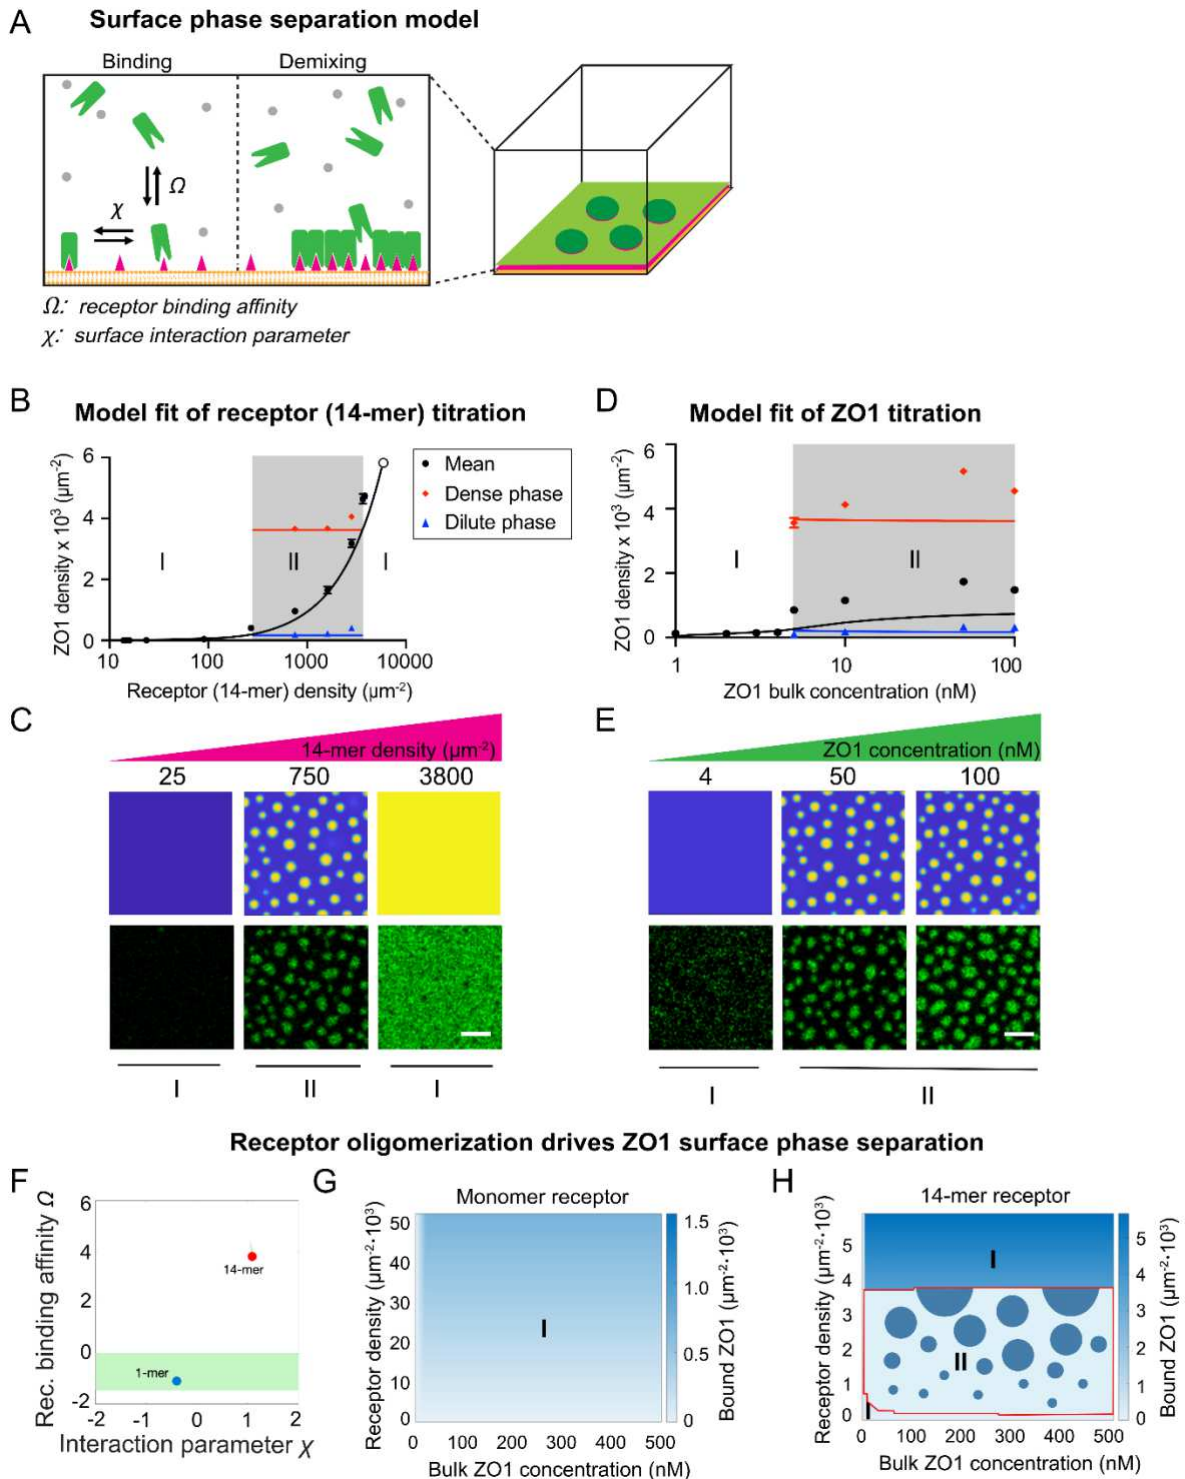 A
Surface phase separation model
Binding
Demixing
Ω
χ
Ω: receptor binding affinity
χ: surface interaction parameter
B
Model fit of receptor (14-mer) titration
ZO1 density x 10³ (µm⁻²)
6
4
2
0
I
II
I
10
100
1000
10000
Receptor (14-mer) density (µm⁻²)
Mean
Dense phase
Dilute phase
D
Model fit of ZO1 titration
ZO1 density x 10³ (µm⁻²)
6
4
2
0
I
II
1
10
100
ZO1 bulk concentration (nM)
C
14-mer density (µm⁻²)
25
750
3800
I
II
I
E
ZO1 concentration (nM)
4
50
100
I
II
Receptor oligomerization drives ZO1 surface phase separation
F
Rec. binding affinity Ω
6
4
2
0
-2
14-mer
1-mer
-2
-1
0
1
2
Interaction parameter χ
G
Monomer receptor
Receptor density (µm⁻²·10³)
50
40
30
20
10
0
I
0
100
200
300
400
500
Bulk ZO1 concentration (nM)
1.5
1.0
0.5
0
Bound ZO1 (µm⁻²·10³)
H
14-mer receptor
Receptor density (µm⁻²·10³)
5
4
3
2
1
0
I
II
I
0
100
200
300
400
500
Bulk ZO1 concentration (nM)
5
4
3
2
1
0
Bound ZO1 (µm⁻²·10³)